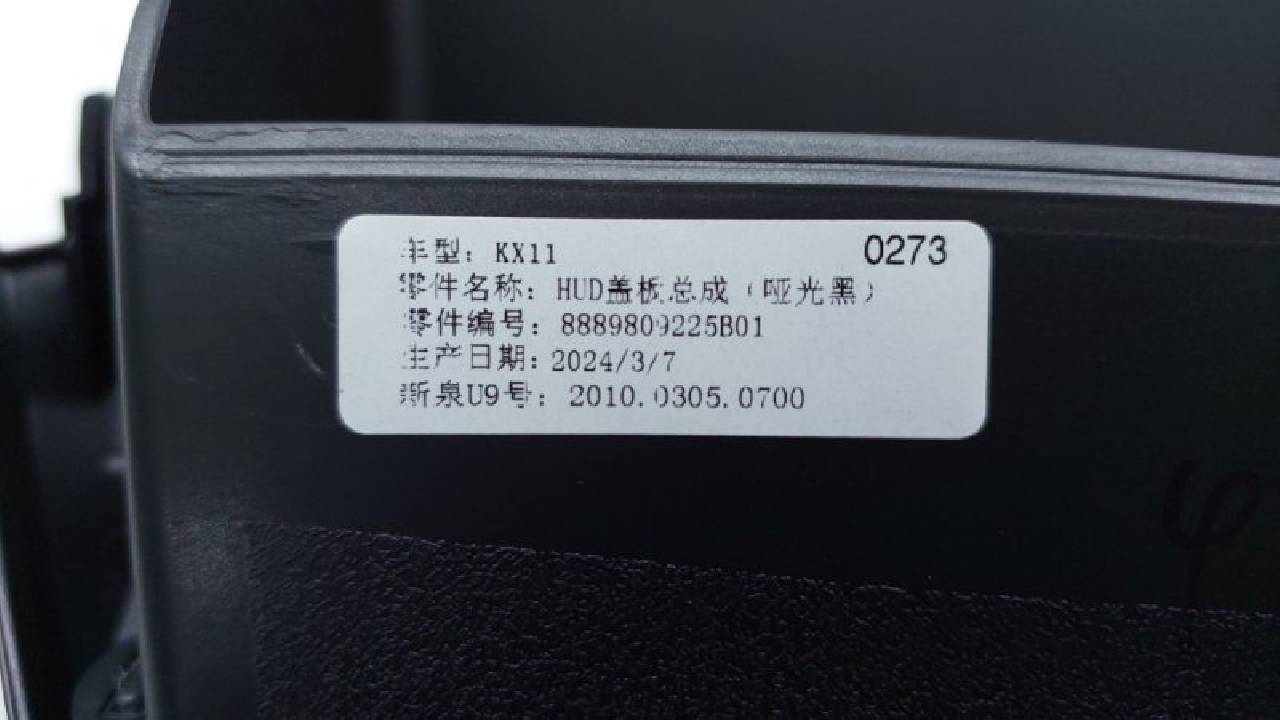 车型：KX11 0273
零件名称：HUD盖板总成（哑光黑）
零件编号：8889809225B01
生产日期：2024/3/7
新泉U9号：2010.0305.0700